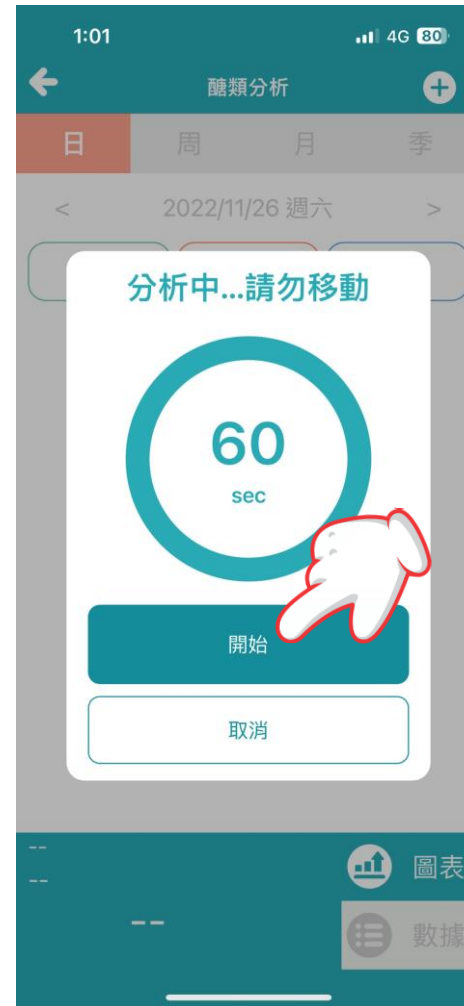 1:01 4G 80
醣類分析
日 周 月 季
< 2022/11/26 週六 >
分析中...請勿移動
60
sec
開始
取消
--
--
--
圖表
數據